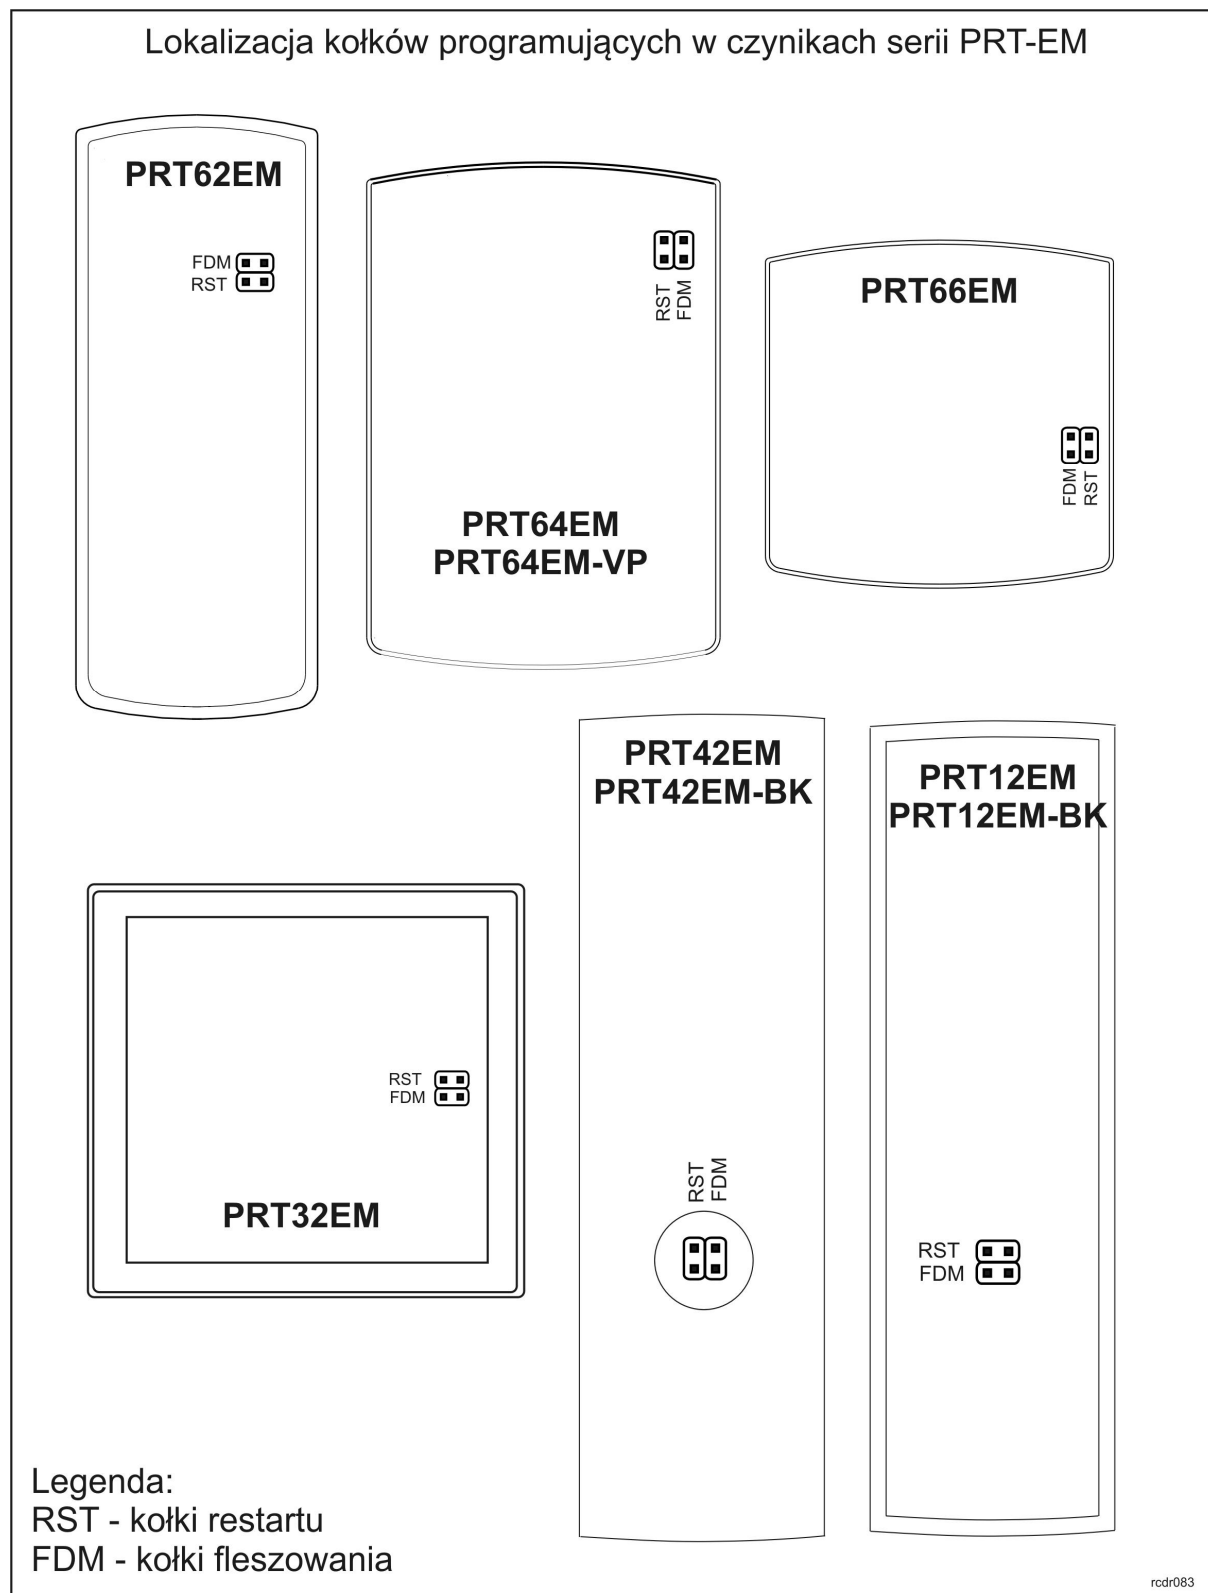 Lokalizacja kołków programujących w czynikach serii PRT-EM
PRT62EM
FDM
RST
RST
FDM
PRT64EM
PRT64EM-VP
PRT66EM
FDM
RST
PRT42EM
PRT42EM-BK
RST
FDM
PRT12EM
PRT12EM-BK
RST
FDM
RST
FDM
PRT32EM
Legenda:
RST - kołki restartu
FDM - kołki fleszowania
rcdr083